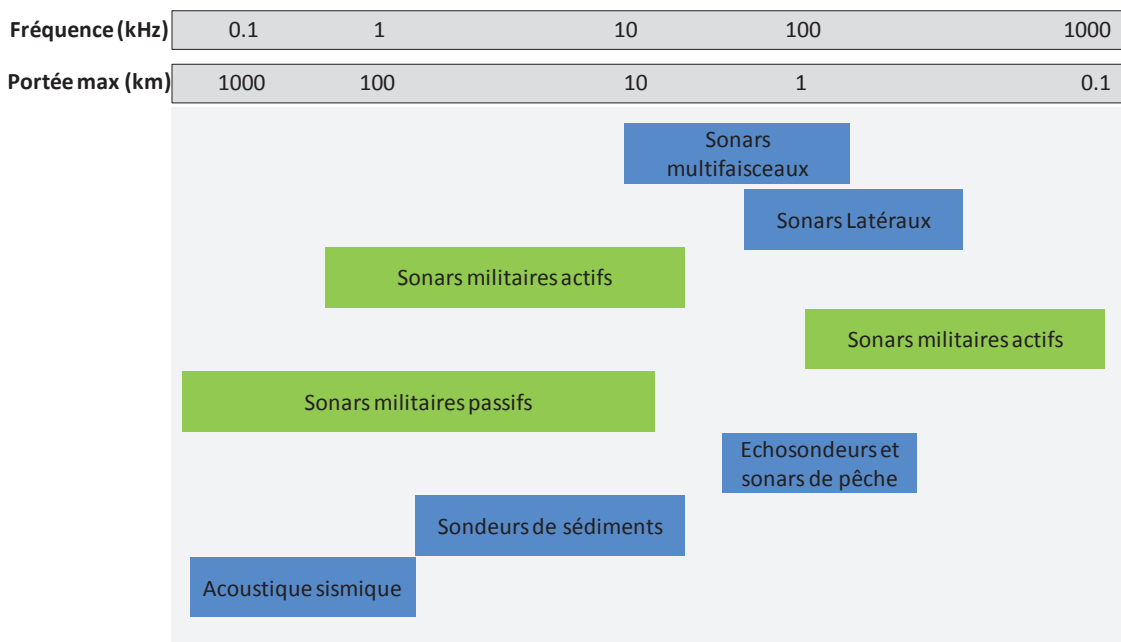 Fréquence (kHz) 0.1 1 10 100 1000
Portée max (km) 1000 100 10 1 0.1
Sonars
multifaisceaux
Sonars Latéraux
Sonars militaires actifs
Sonars militaires actifs
Sonars militaires passifs
Echosondeurs et
sonars de pêche
Sondeurs de sédiments
Acoustique sismique